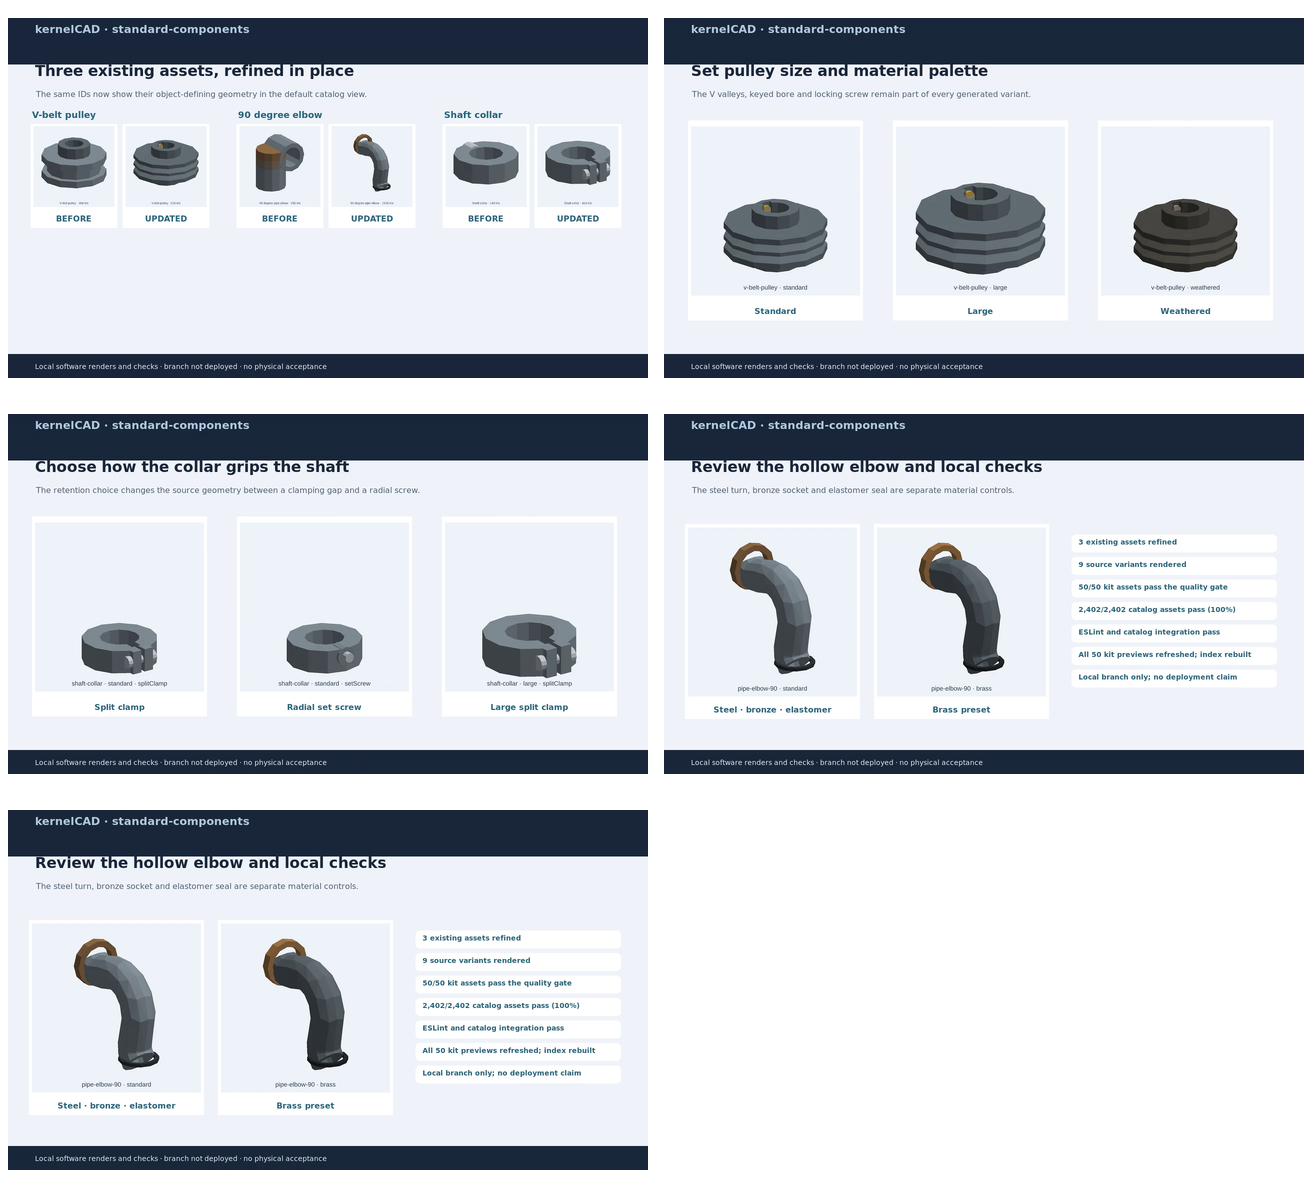 kernelCAD · standard-components
Three existing assets, refined in place
The same IDs now show their object-defining geometry in the default catalog view.
V-belt pulley
90 degree elbow
Shaft collar
BEFORE
UPDATED
BEFORE
UPDATED
BEFORE
UPDATED
Local software renders and checks · branch not deployed · no physical acceptance
kernelCAD · standard-components
Set pulley size and material palette
The V valleys, keyed bore and locking screw remain part of every generated variant.
v-belt-pulley · standard
v-belt-pulley · large
v-belt-pulley · weathered
Standard
Large
Weathered
Local software renders and checks · branch not deployed · no physical acceptance
kernelCAD · standard-components
Choose how the collar grips the shaft
The retention choice changes the source geometry between a clamping gap and a radial screw.
shaft-collar · standard · splitClamp
shaft-collar · standard · setScrew
shaft-collar · large · splitClamp
Split clamp
Radial set screw
Large split clamp
Local software renders and checks · branch not deployed · no physical acceptance
kernelCAD · standard-components
Review the hollow elbow and local checks
The steel turn, bronze socket and elastomer seal are separate material controls.
pipe-elbow-90 · standard
pipe-elbow-90 · brass
Steel · bronze · elastomer
Brass preset
3 existing assets refined
9 source variants rendered
50/50 kit assets pass the quality gate
2,402/2,402 catalog assets pass (100%)
ESLint and catalog integration pass
All 50 kit previews refreshed; index rebuilt
Local branch only; no deployment claim
Local software renders and checks · branch not deployed · no physical acceptance
kernelCAD · standard-components
Review the hollow elbow and local checks
The steel turn, bronze socket and elastomer seal are separate material controls.
pipe-elbow-90 · standard
pipe-elbow-90 · brass
Steel · bronze · elastomer
Brass preset
3 existing assets refined
9 source variants rendered
50/50 kit assets pass the quality gate
2,402/2,402 catalog assets pass (100%)
ESLint and catalog integration pass
All 50 kit previews refreshed; index rebuilt
Local branch only; no deployment claim
Local software renders and checks · branch not deployed · no physical acceptance